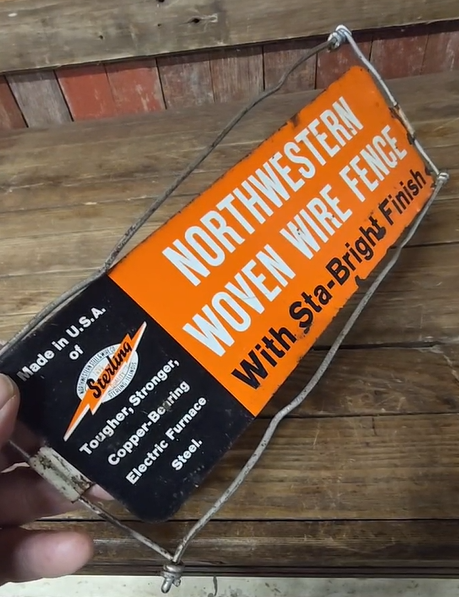 NORTHWESTERN
WOVEN WIRE FENCE
With Sta-Bright Finish
Made in U.S.A.
of
Sterling
Tougher, Stronger,
Copper-Bearing
Electric Furnace
Steel.